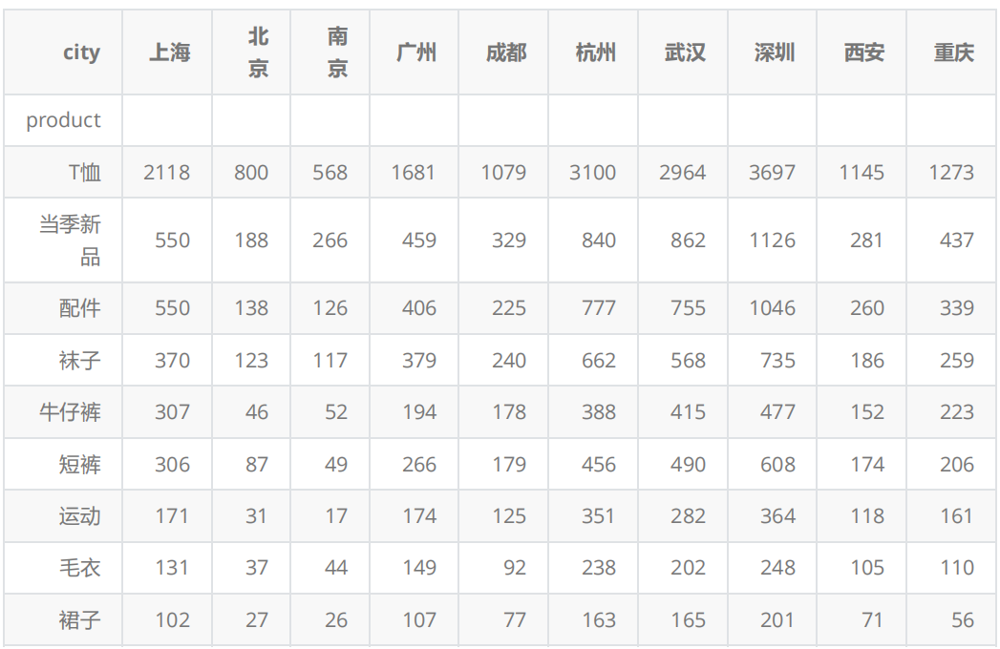 city 上海 北京 南京 广州 成都 杭州 武汉 深圳 西安 重庆
product
T恤 2118 800 568 1681 1079 3100 2964 3697 1145 1273
当季新品 550 188 266 459 329 840 862 1126 281 437
配件 550 138 126 406 225 777 755 1046 260 339
袜子 370 123 117 379 240 662 568 735 186 259
牛仔裤 307 46 52 194 178 388 415 477 152 223
短裤 306 87 49 266 179 456 490 608 174 206
运动 171 31 17 174 125 351 282 364 118 161
毛衣 131 37 44 149 92 238 202 248 105 110
裙子 102 27 26 107 77 163 165 201 71 56